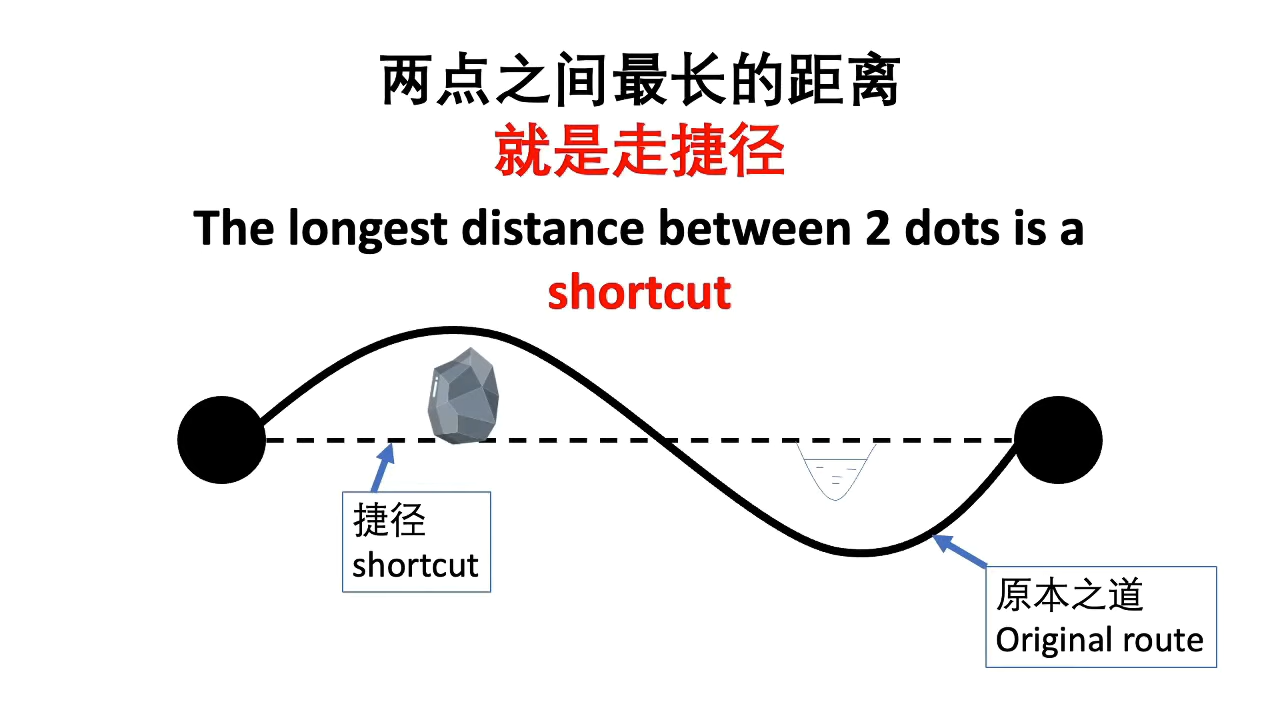 两点之间最长的距离
就是走捷径
The longest distance between 2 dots is a
shortcut
捷径
shortcut
原本之道
Original route